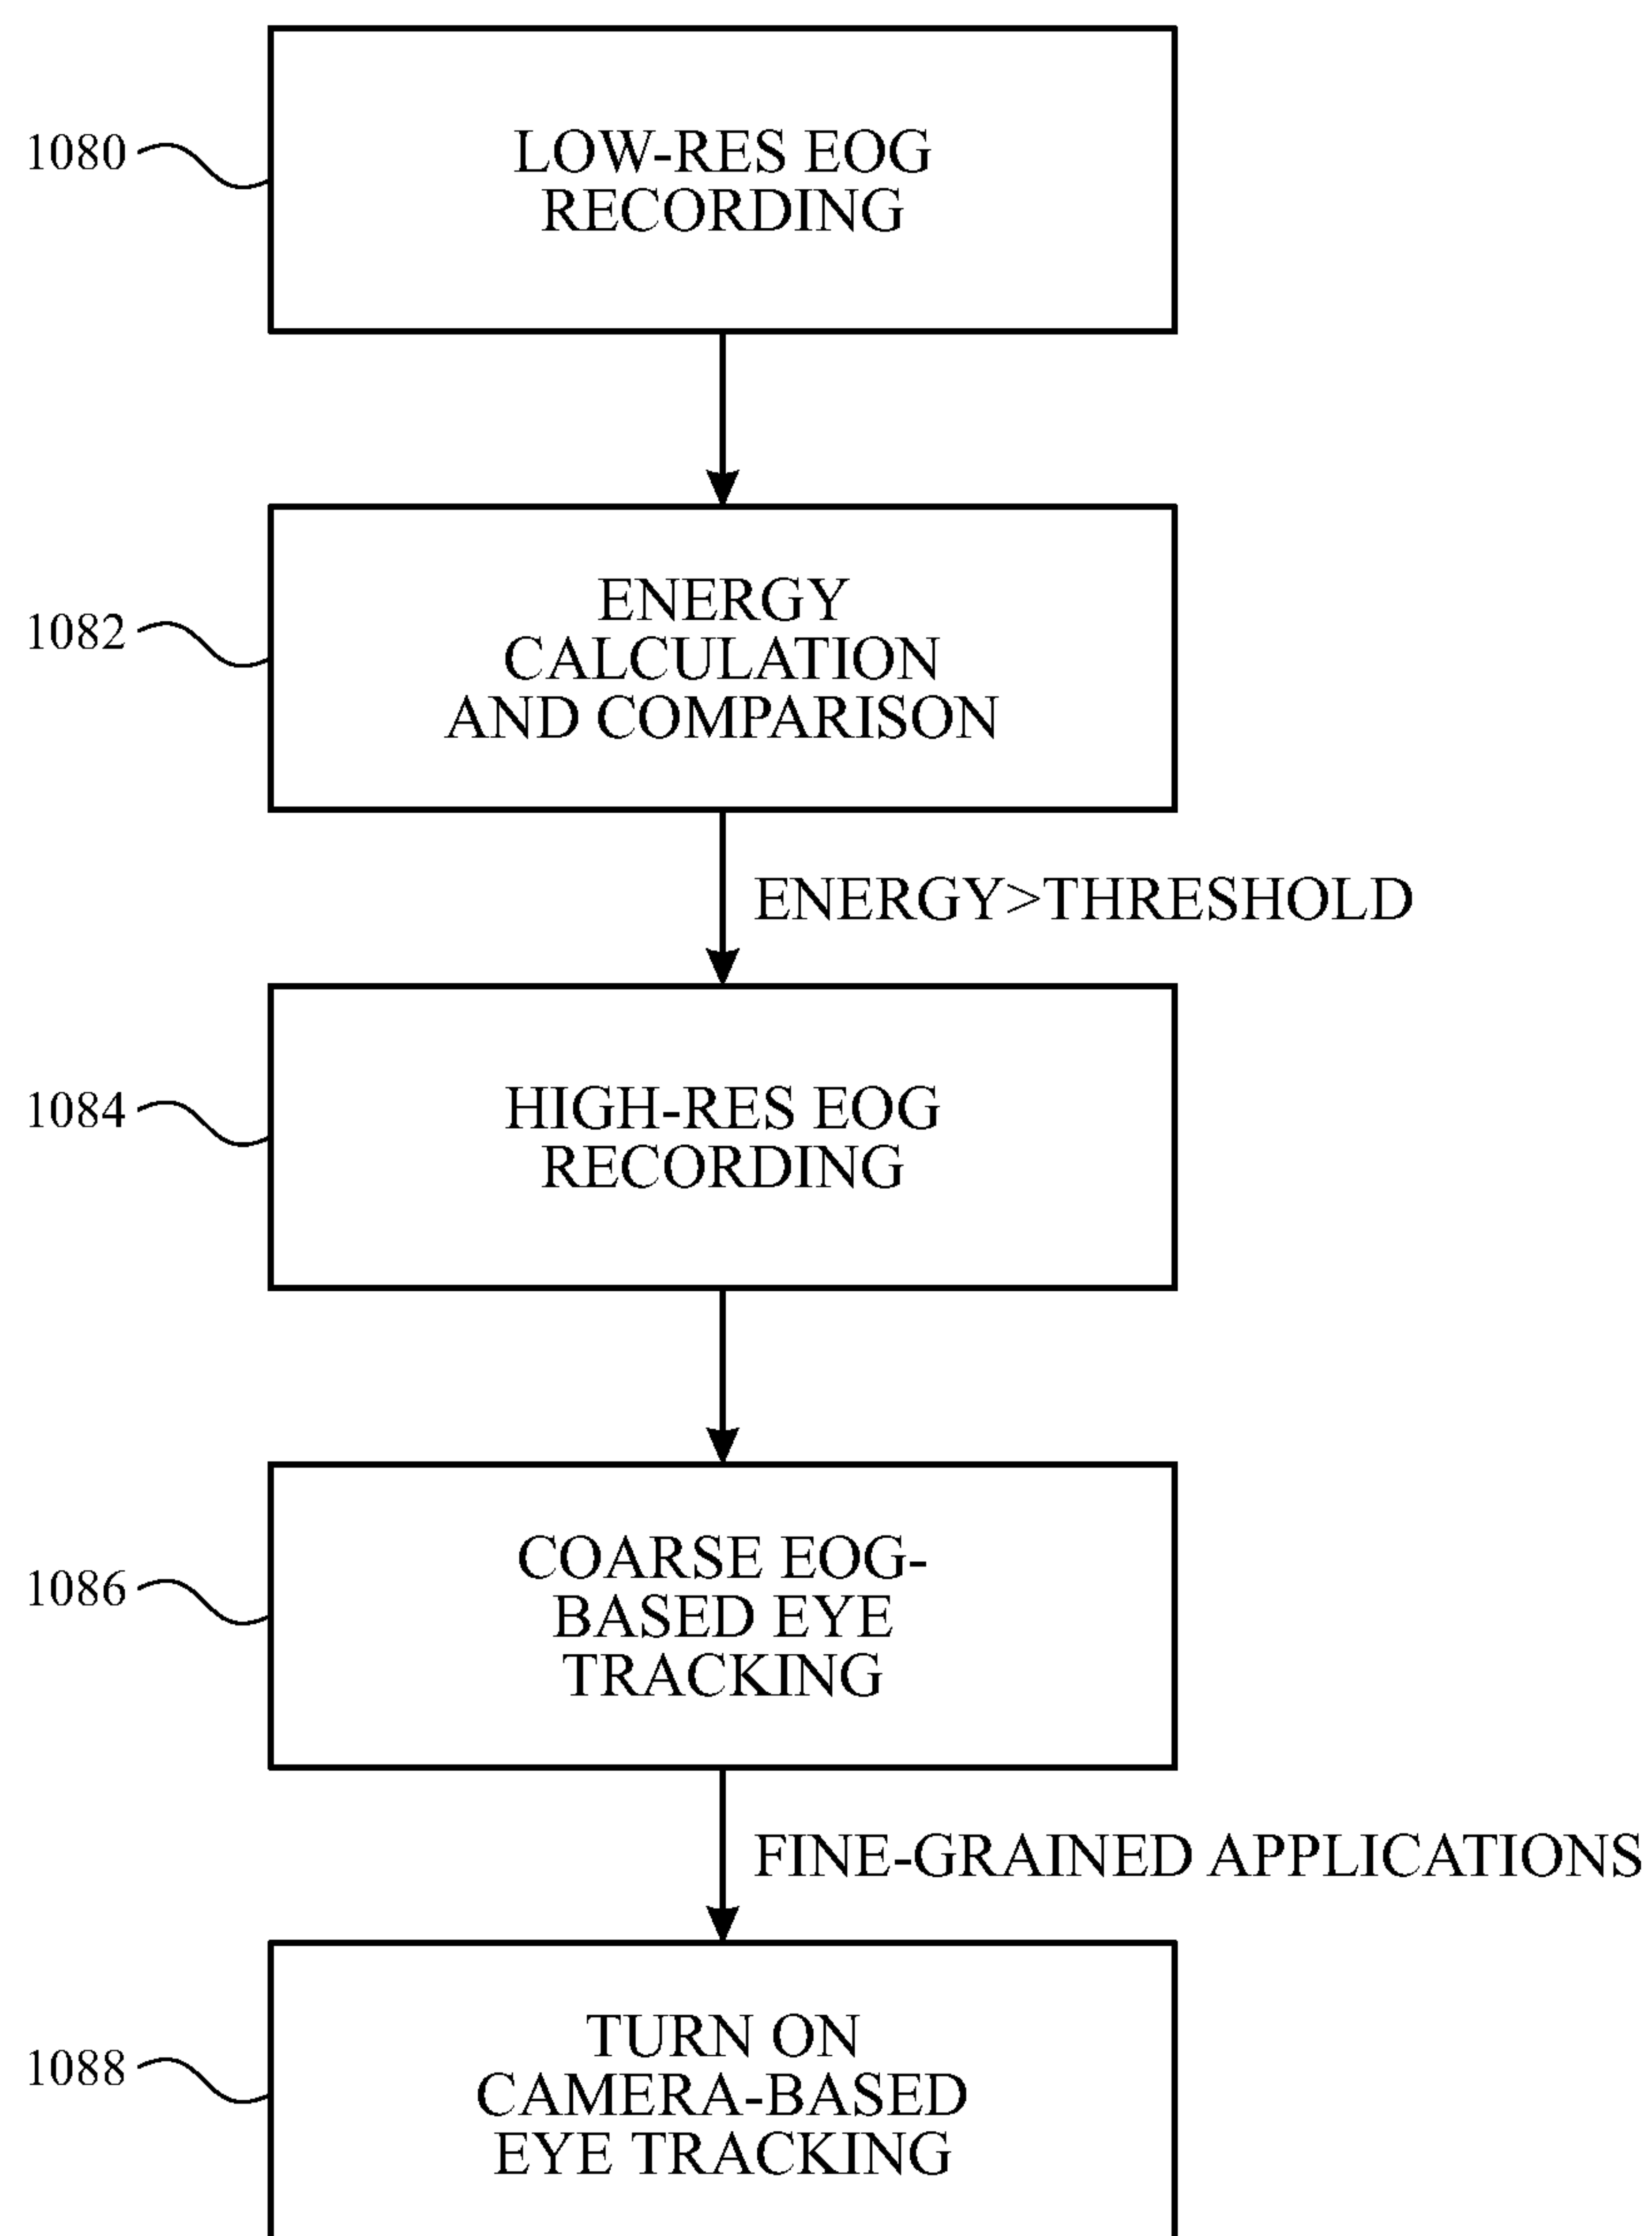 1080
LOW-RES EOG
RECORDING
1082
ENERGY
CALCULATION
AND COMPARISON
ENERGY>THRESHOLD
1084
HIGH-RES EOG
RECORDING
1086
COARSE EOG-
BASED EYE
TRACKING
FINE-GRAINED APPLICATIONS
1088
TURN ON
CAMERA-BASED
EYE TRACKING